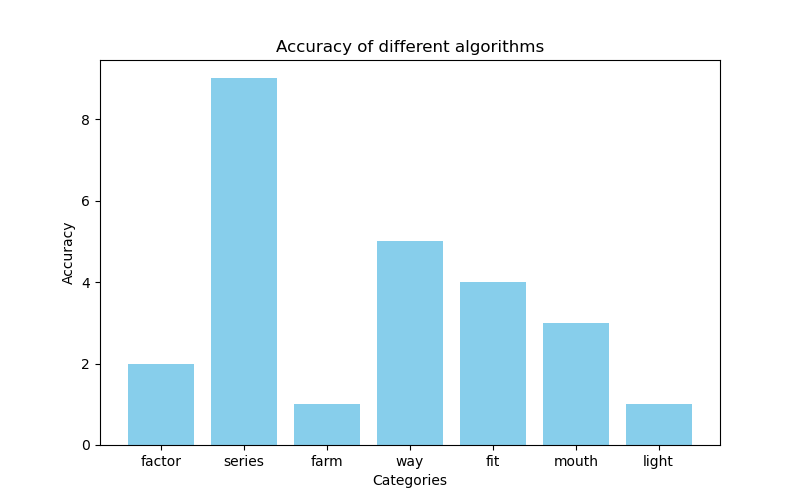 Accuracy of different algorithms
Accuracy
8
6
4
2
0
factor series farm way fit mouth light
Categories